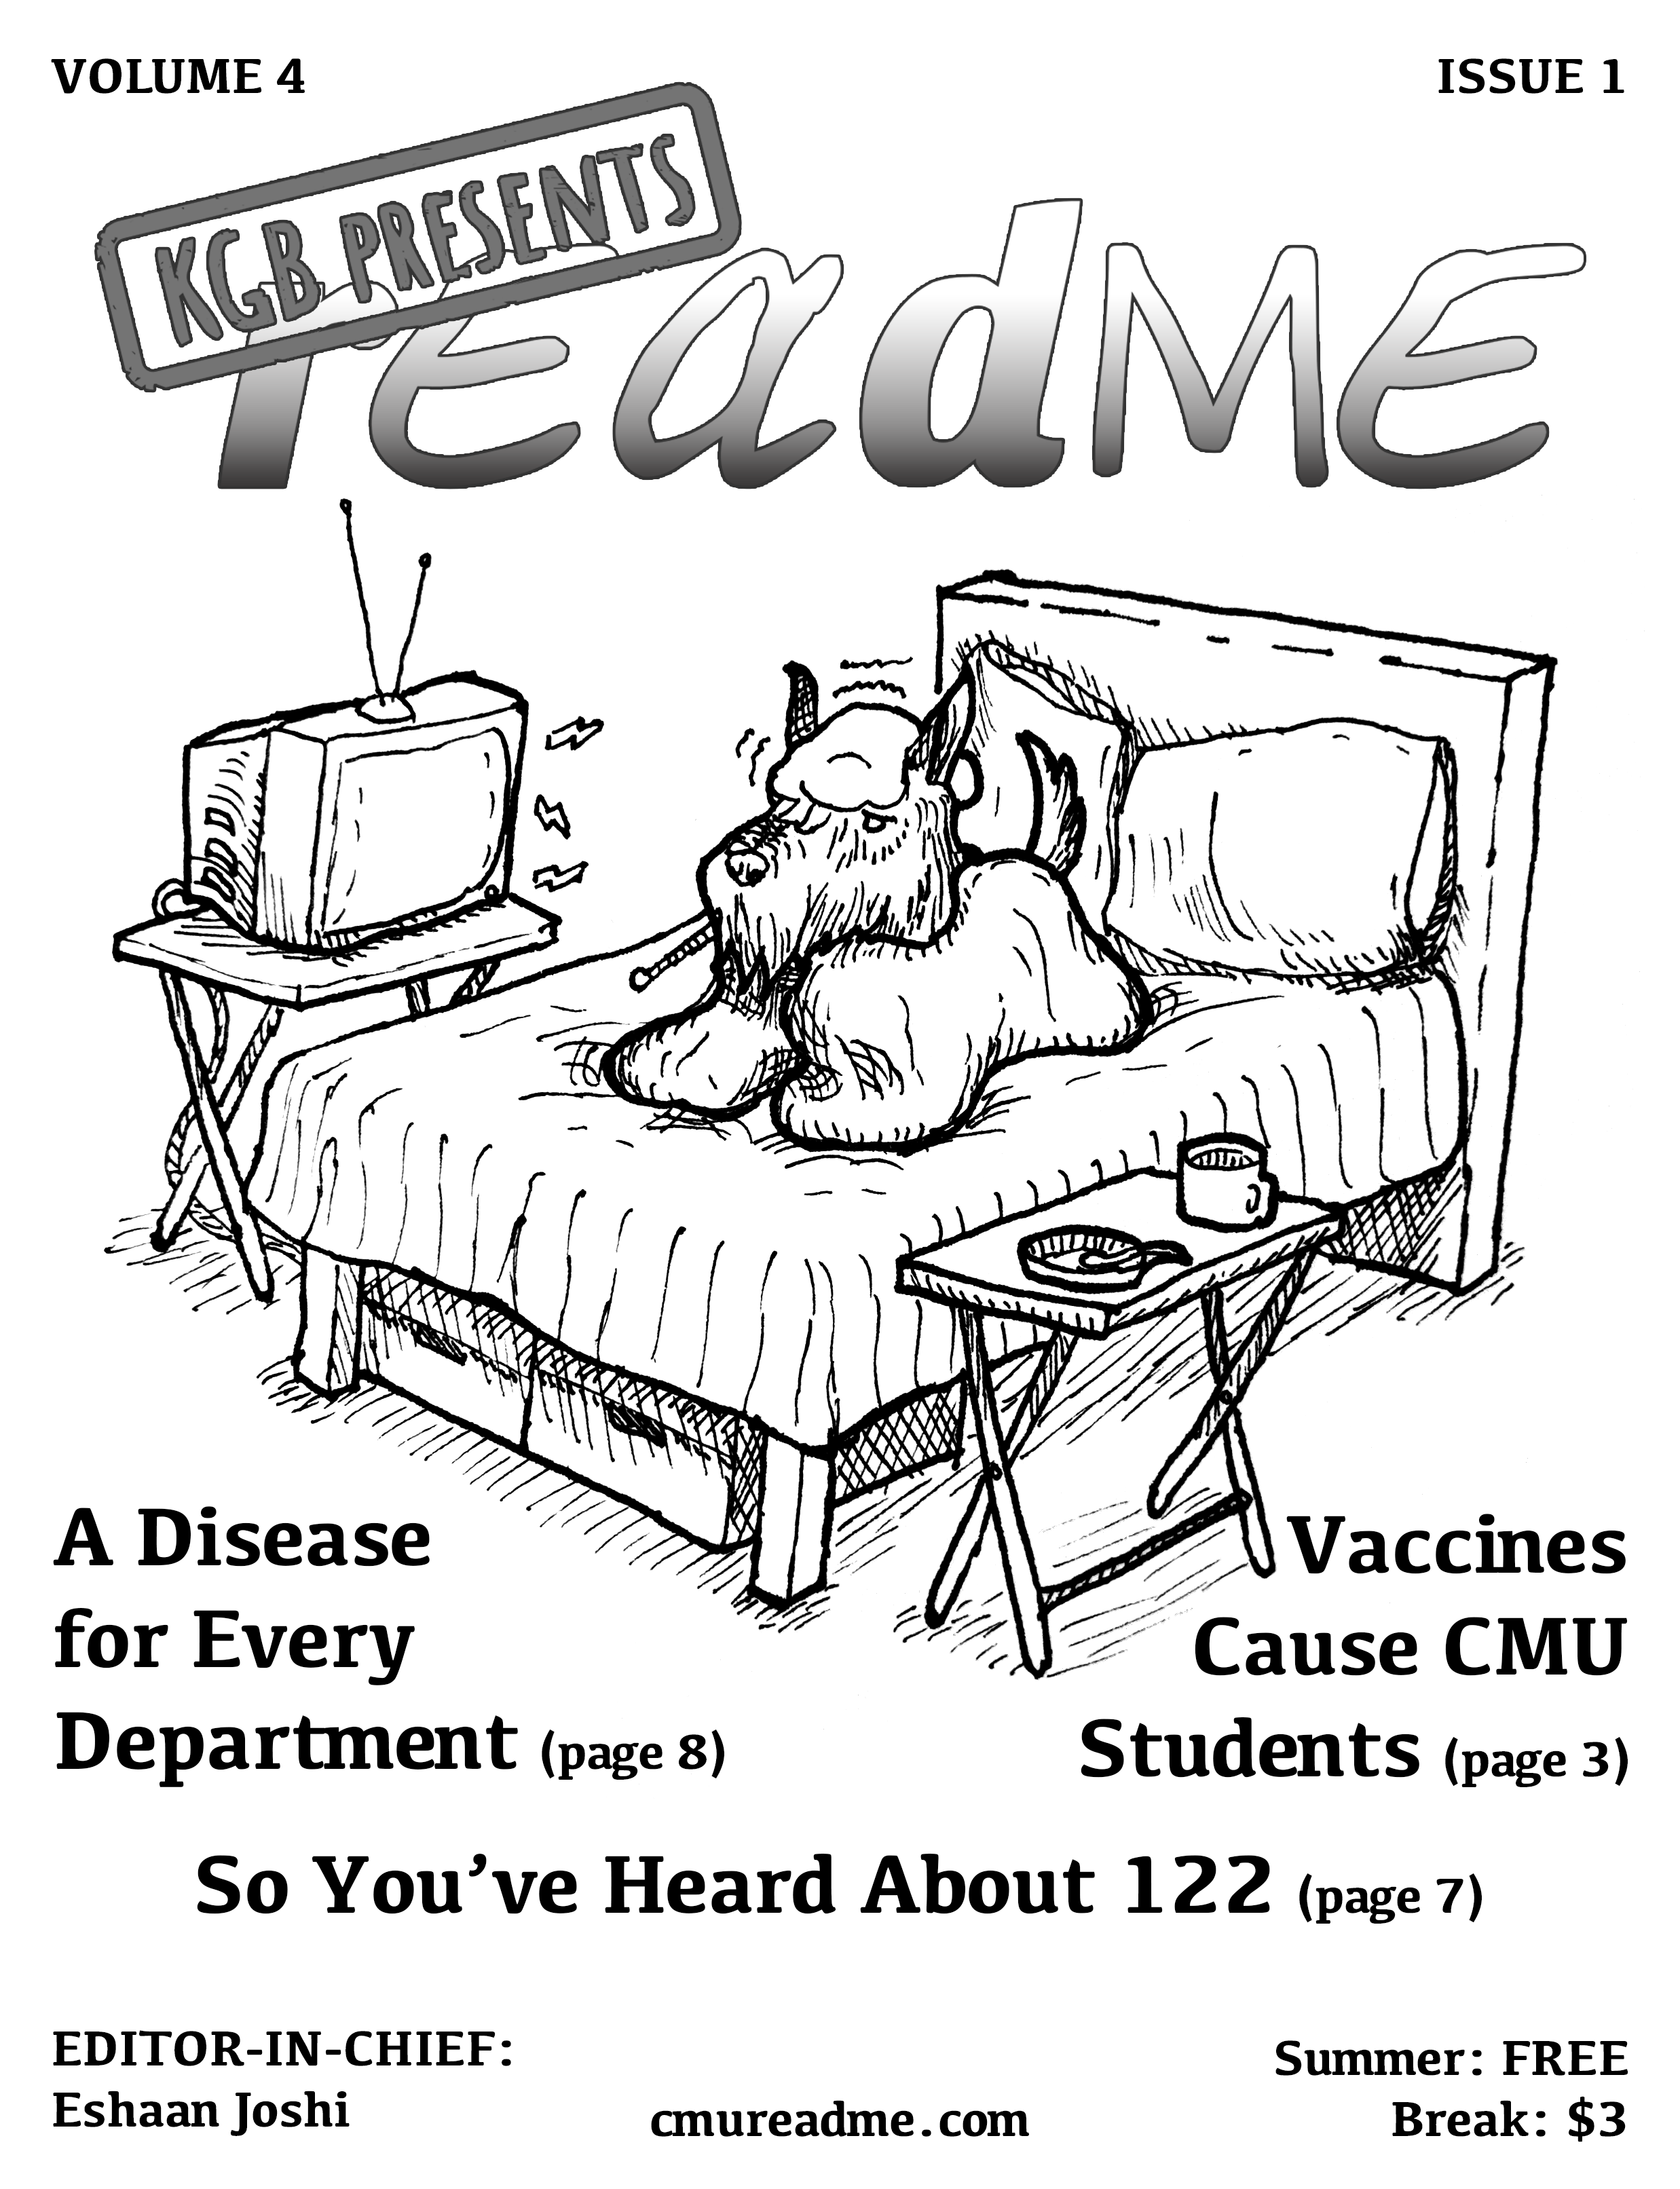 VOLUME 4
ISSUE 1
KGB PRESENTS
rEadME
A Disease
for Every
Department (page 8)
Vaccines
Cause CMU
Students (page 3)
So You’ve Heard About 122 (page 7)
EDITOR-IN-CHIEF:
Eshaan Joshi
cmureadme.com
Summer: FREE
Break: $3